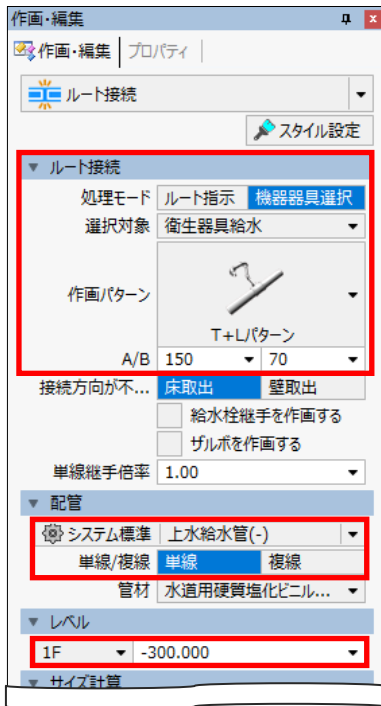 作画・編集
作画・編集 プロパティ
ルート接続
スタイル設定
ルート接続
処理モード ルート指示 機器器具選択
選択対象 衛生器具給水
作画パターン
T+Lパターン
A/B 150 70
接続方向が不... 床取出 壁取出
給水栓継手を作画する
ザルボを作画する
単線継手倍率 1.00
配管
システム標準 上水給水管(-)
単線/複線 単線 複線
管材 水道用硬質塩化ビニル...
レベル
1F -300.000
サイズ計算